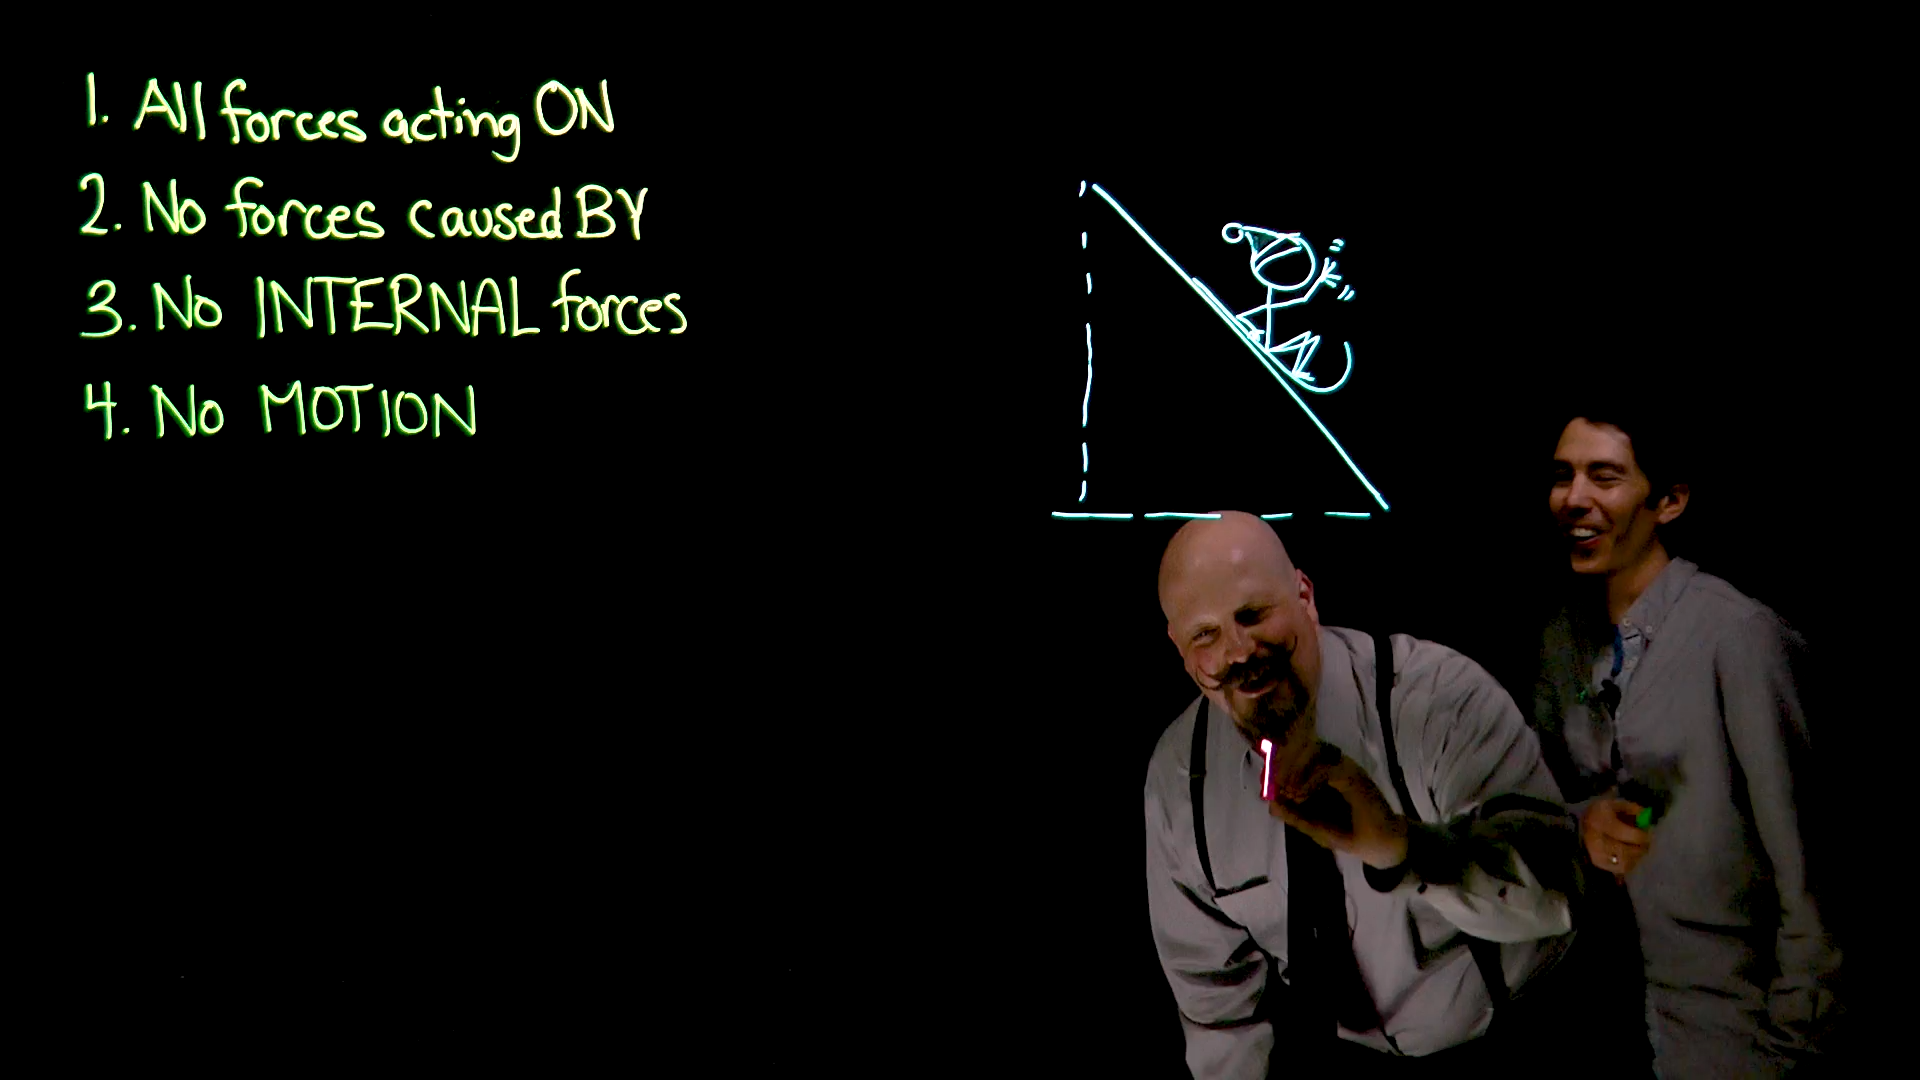 1. All forces acting ON
2. No forces caused BY
3. No INTERNAL forces
4. No MOTION